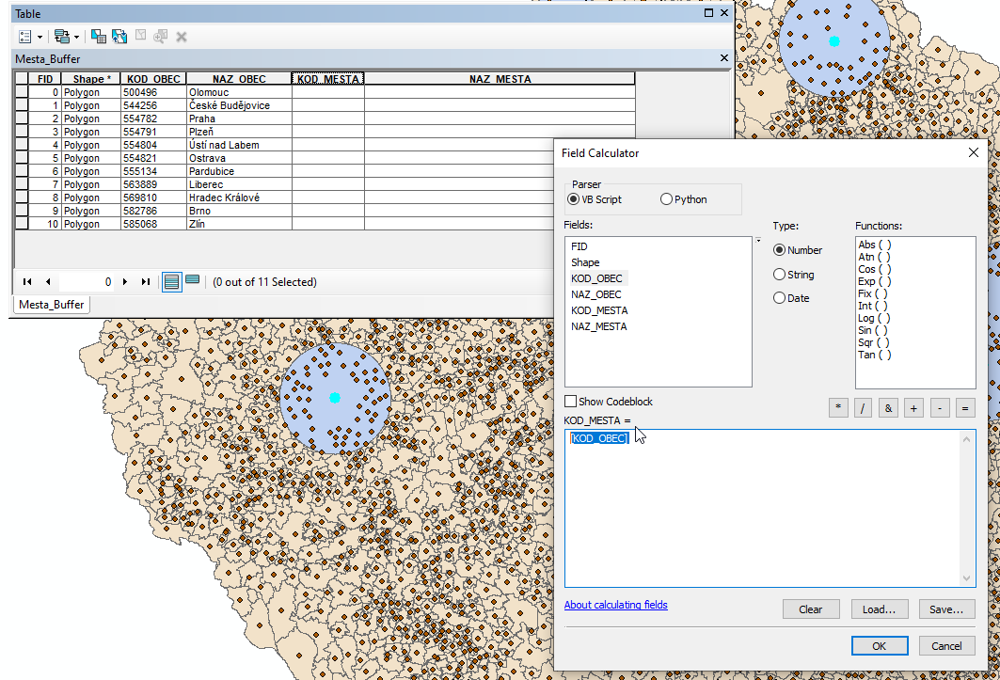 Table
Mesta_Buffer
FID Shape * KOD_OBEC NAZ_OBEC KOD_MESTA NAZ_MESTA
0 Polygon 500496 Olomouc
1 Polygon 544256 České Budějovice
2 Polygon 554782 Praha
3 Polygon 554791 Plzeň
4 Polygon 554804 Ústí nad Labem
5 Polygon 554821 Ostrava
6 Polygon 555134 Pardubice
7 Polygon 563889 Liberec
8 Polygon 569810 Hradec Králové
9 Polygon 582786 Brno
10 Polygon 585068 Zlín
0 (0 out of 11 Selected)
Mesta_Buffer
Field Calculator
Parser
VB Script Python
Fields: Type: Functions:
FID
Shape
KOD_OBEC
NAZ_OBEC
KOD_MESTA
NAZ_MESTA
Number
String
Date
Abs ( )
Atn ( )
Cos ( )
Exp ( )
Fix ( )
Int ( )
Log ( )
Sin ( )
Sqr ( )
Tan ( )
Show Codeblock
* / & + - =
KOD_MESTA =
[KOD_OBEC]
About calculating fields
Clear Load... Save...
OK Cancel